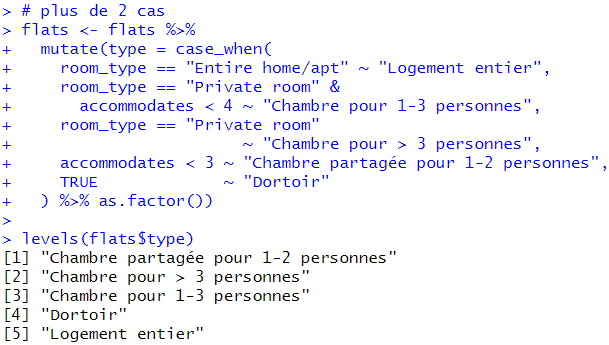 > # plus de 2 cas
> flats <- flats %>%
+   mutate(type = case_when(
+     room_type == "Entire home/apt" ~ "Logement entier",
+     room_type == "Private room" &
+       accommodates < 4 ~ "Chambre pour 1-3 personnes",
+     room_type == "Private room"
+                      ~ "Chambre pour > 3 personnes",
+     accommodates < 3 ~ "Chambre partagée pour 1-2 personnes",
+     TRUE             ~ "Dortoir"
+   ) %>% as.factor())
>
> levels(flats$type)
[1] "Chambre partagée pour 1-2 personnes"
[2] "Chambre pour > 3 personnes"
[3] "Chambre pour 1-3 personnes"
[4] "Dortoir"
[5] "Logement entier"